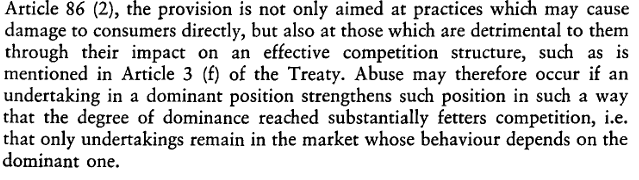 Article 86 (2), the provision is not only aimed at practices which may cause
damage to consumers directly, but also at those which are detrimental to them
through their impact on an effective competition structure, such as is
mentioned in Article 3 (f) of the Treaty. Abuse may therefore occur if an
undertaking in a dominant position strengthens such position in such a way
that the degree of dominance reached substantially fetters competition, i.e.
that only undertakings remain in the market whose behaviour depends on the
dominant one.